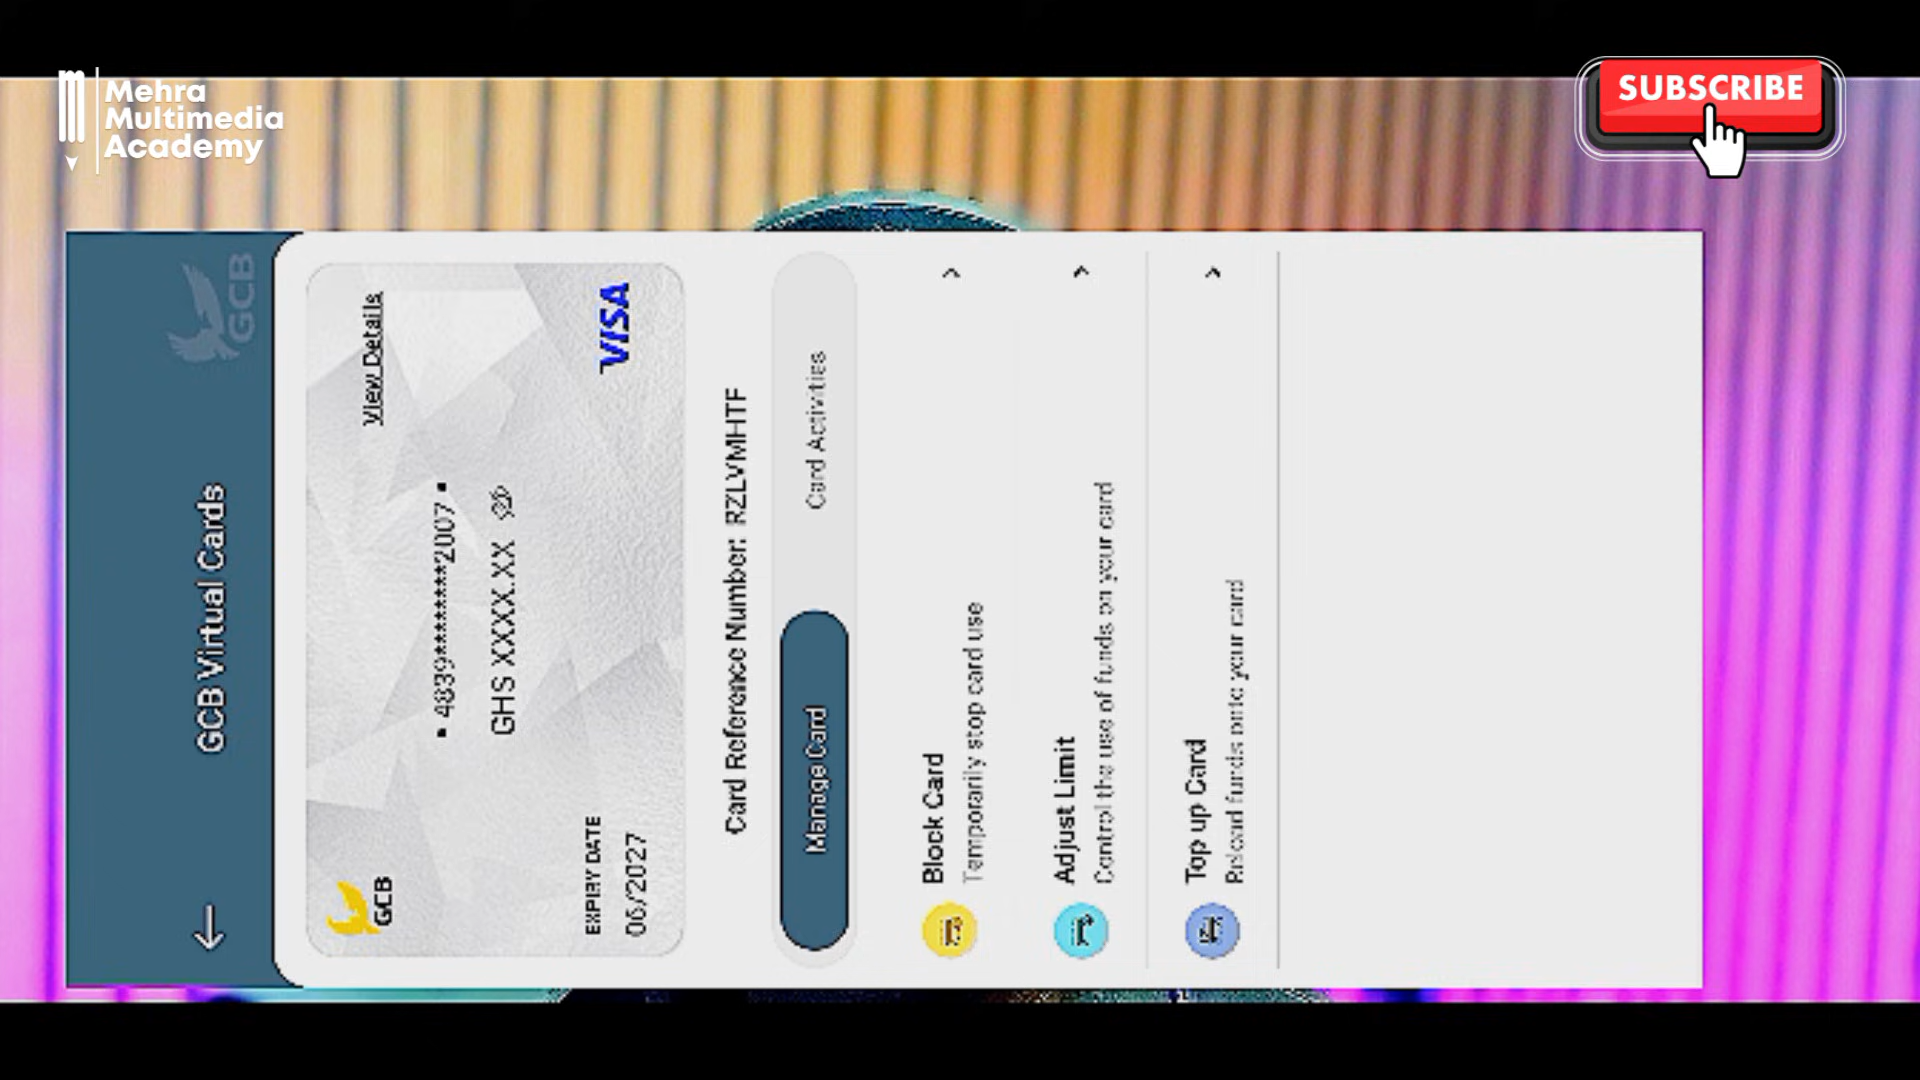 Mehra
Multimedia
Academy
SUBSCRIBE
GCB Virtual Cards
GCB
View Details
• 4839*********2007 •
GHS XXXX.XX
GCB
EXPIRY DATE
06/2027
VISA
Card Reference Number: RZLVMHTF
Manage Card
Card Activities
Block Card
Temporarily stop card use
Adjust Limit
Control the use of funds on your card
Top up Card
Reload funds onto your card